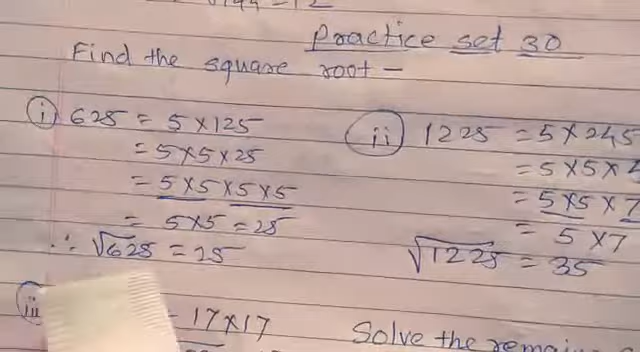 Practice set 30
Find the square root -
i) 625 = 5×125
= 5×5×25
= 5×5×5×5
= 5×5 = 25
∴ √625 = 25
ii) 1225 = 5×245
= 5×5×4
= 5×5×7
= 5×7
√1225 = 35
iii
= 17×17
Solve the